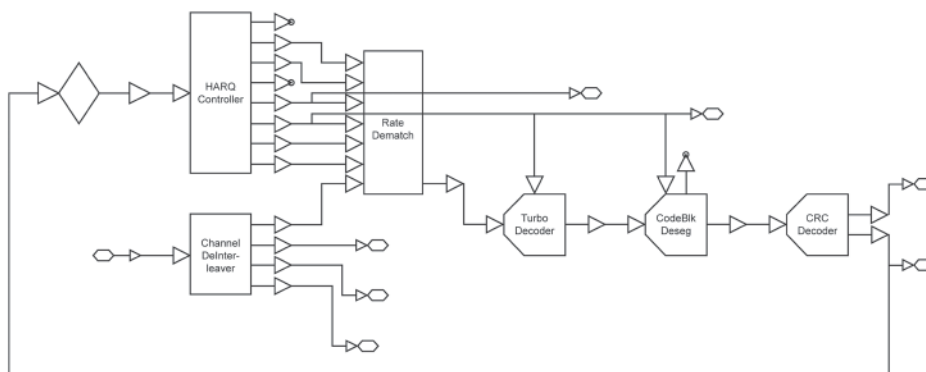 HARQ
Controller
Rate
Dematch
Channel
DeInter-
leaver
Turbo
Decoder
CodeBlk
Deseg
CRC
Decoder